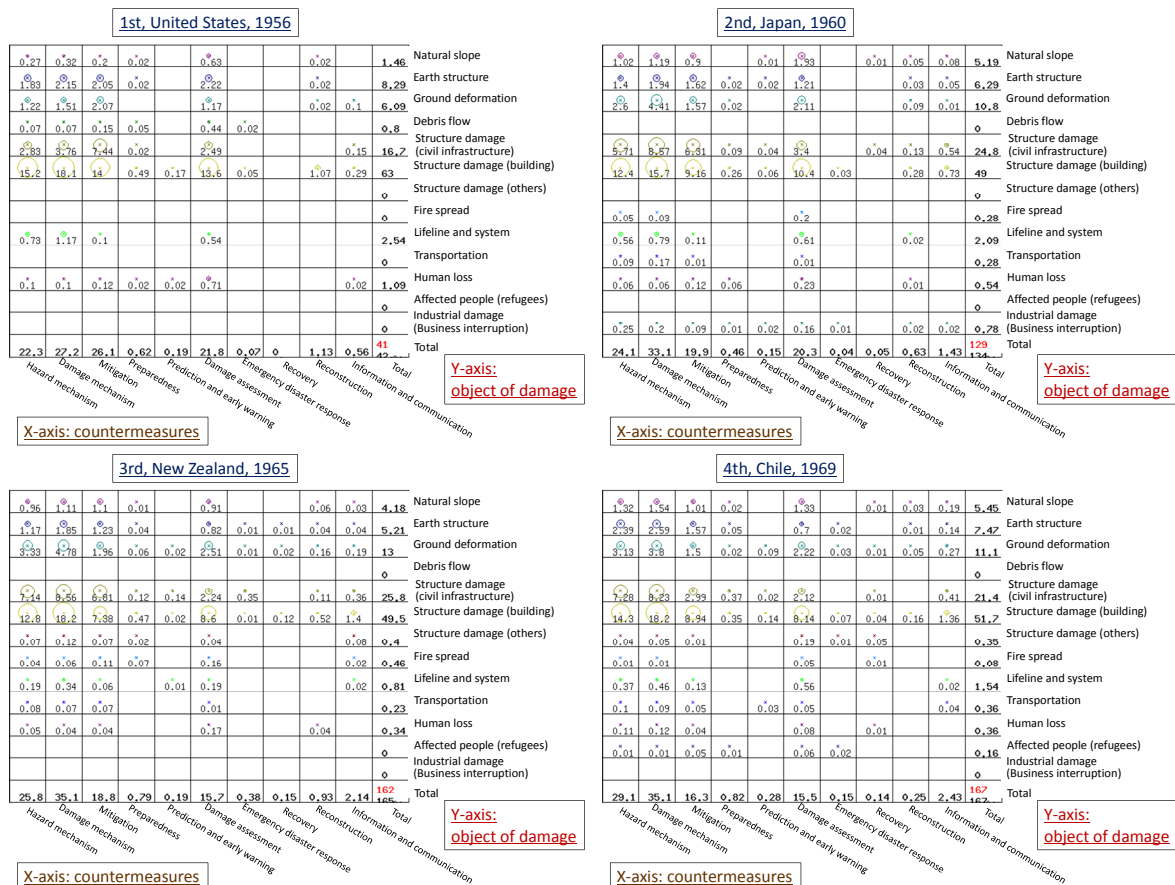 1st, United States, 1956
0.27 0.32 0.2 0.02 0.63 0.02 1.46 Natural slope
1.83 2.15 2.05 0.02 2.22 0.02 8.29 Earth structure
1.22 1.51 2.07 1.17 0.02 0.1 6.09 Ground deformation
0.07 0.07 0.15 0.05 0.44 0.02 0.8 Debris flow
2.83 3.76 7.44 0.02 2.49 0.15 16.7 Structure damage (civil infrastructure)
15.2 18.1 14 0.49 0.17 13.6 0.05 1.07 0.29 63 Structure damage (building)
0 Structure damage (others)
0 Fire spread
0.73 1.17 0.1 0.54 2.54 Lifeline and system
0 Transportation
0.1 0.1 0.12 0.02 0.02 0.71 0.02 1.09 Human loss
0 Affected people (refugees)
0 Industrial damage (Business interruption)
22.3 27.2 26.1 0.62 0.19 21.8 0.07 0 1.13 0.56 41 Total
Hazard mechanism
Damage mechanism
Mitigation
Preparedness
Prediction and early warning
Damage assessment
Emergency disaster response
Recovery
Reconstruction
Information and communication
Total
Y-axis:
object of damage
X-axis: countermeasures
2nd, Japan, 1960
1.02 1.19 0.9 0.01 1.93 0.01 0.05 0.08 5.19 Natural slope
1.4 1.94 1.62 0.02 0.02 1.21 0.03 0.05 6.29 Earth structure
2.6 4.41 1.57 0.02 2.11 0.09 0.01 10.8 Ground deformation
0 Debris flow
5.71 8.57 6.31 0.09 0.04 3.4 0.04 0.13 0.54 24.8 Structure damage (civil infrastructure)
12.4 15.7 9.16 0.26 0.06 10.4 0.03 0.28 0.73 49 Structure damage (building)
0 Structure damage (others)
0.05 0.03 0.2 0.28 Fire spread
0.56 0.79 0.11 0.61 0.02 2.09 Lifeline and system
0.09 0.17 0.01 0.01 0.28 Transportation
0.06 0.06 0.12 0.06 0.23 0.01 0.54 Human loss
0 Affected people (refugees)
0.25 0.2 0.09 0.01 0.02 0.16 0.01 0.02 0.02 0.78 Industrial damage (Business interruption)
24.1 33.1 19.9 0.46 0.15 20.3 0.04 0.05 0.63 1.43 129 Total
Hazard mechanism
Damage mechanism
Mitigation
Preparedness
Prediction and early warning
Damage assessment
Emergency disaster response
Recovery
Reconstruction
Information and communication
Total
Y-axis:
object of damage
X-axis: countermeasures
3rd, New Zealand, 1965
0.96 1.11 1.1 0.01 0.91 0.06 0.03 4.18 Natural slope
1.17 1.85 1.23 0.04 0.82 0.01 0.01 0.04 0.04 5.21 Earth structure
3.33 4.78 1.96 0.06 0.02 2.51 0.01 0.02 0.16 0.19 13 Ground deformation
0 Debris flow
7.14 8.56 6.81 0.12 0.14 2.24 0.35 0.11 0.36 25.8 Structure damage (civil infrastructure)
12.8 18.2 7.38 0.47 0.02 8.6 0.01 0.12 0.52 1.4 49.5 Structure damage (building)
0.07 0.12 0.07 0.02 0.04 0.08 0.4 Structure damage (others)
0.04 0.06 0.11 0.07 0.16 0.02 0.46 Fire spread
0.19 0.34 0.06 0.01 0.19 0.02 0.81 Lifeline and system
0.08 0.07 0.07 0.01 0.23 Transportation
0.05 0.04 0.04 0.17 0.04 0.34 Human loss
0 Affected people (refugees)
0 Industrial damage (Business interruption)
25.8 35.1 18.8 0.79 0.19 15.7 0.38 0.15 0.93 2.14 162 Total
Hazard mechanism
Damage mechanism
Mitigation
Preparedness
Prediction and early warning
Damage assessment
Emergency disaster response
Recovery
Reconstruction
Information and communication
Total
Y-axis:
object of damage
X-axis: countermeasures
4th, Chile, 1969
1.32 1.54 1.01 0.02 1.33 0.01 0.03 0.19 5.45 Natural slope
2.39 2.59 1.57 0.05 0.7 0.02 0.01 0.14 7.47 Earth structure
3.13 3.8 1.5 0.02 0.09 2.22 0.03 0.01 0.05 0.27 11.1 Ground deformation
0 Debris flow
7.28 8.23 2.99 0.37 0.02 2.12 0.01 0.41 21.4 Structure damage (civil infrastructure)
14.3 18.2 8.94 0.35 0.14 8.14 0.07 0.02 0.16 1.36 51.7 Structure damage (building)
0.04 0.05 0.01 0.19 0.01 0.05 0.35 Structure damage (others)
0.01 0.01 0.05 0.01 0.08 Fire spread
0.37 0.46 0.13 0.56 0.02 1.54 Lifeline and system
0.1 0.09 0.05 0.03 0.05 0.04 0.36 Transportation
0.11 0.12 0.04 0.08 0.01 0.36 Human loss
0.01 0.01 0.05 0.01 0.06 0.02 0.16 Affected people (refugees)
0 Industrial damage (Business interruption)
29.1 35.1 16.3 0.82 0.28 15.5 0.15 0.14 0.25 2.43 167 Total
Hazard mechanism
Damage mechanism
Mitigation
Preparedness
Prediction and early warning
Damage assessment
Emergency disaster response
Recovery
Reconstruction
Information and communication
Total
Y-axis:
object of damage
X-axis: countermeasures